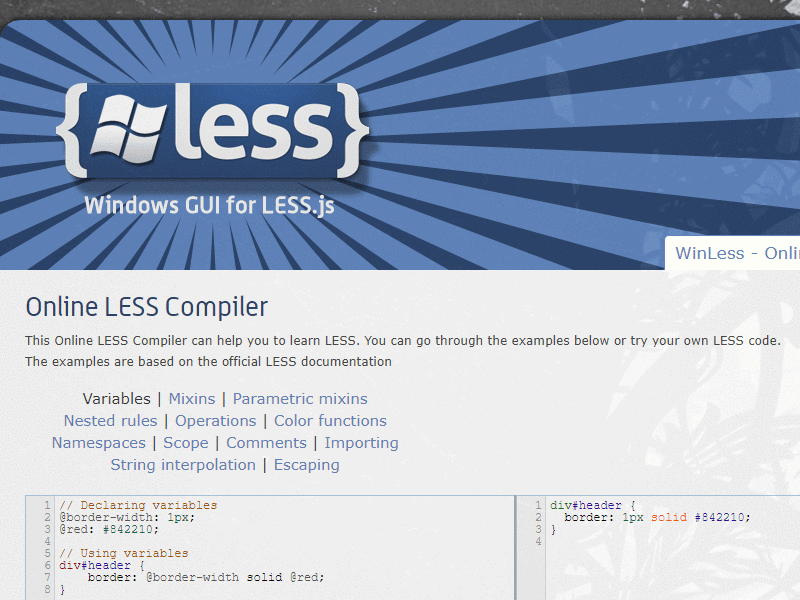 {less}
Windows GUI for LESS.js
WinLess - Onli
Online LESS Compiler
This Online LESS Compiler can help you to learn LESS. You can go through the examples below or try your own LESS code.
The examples are based on the official LESS documentation
Variables | Mixins | Parametric mixins
Nested rules | Operations | Color functions
Namespaces | Scope | Comments | Importing
String interpolation | Escaping
1 // Declaring variables
2 @border-width: 1px;
3 @red: #842210;
4
5 // Using variables
6 div#header {
7     border: @border-width solid @red;
8 }
1 div#header {
2   border: 1px solid #842210;
3 }
4